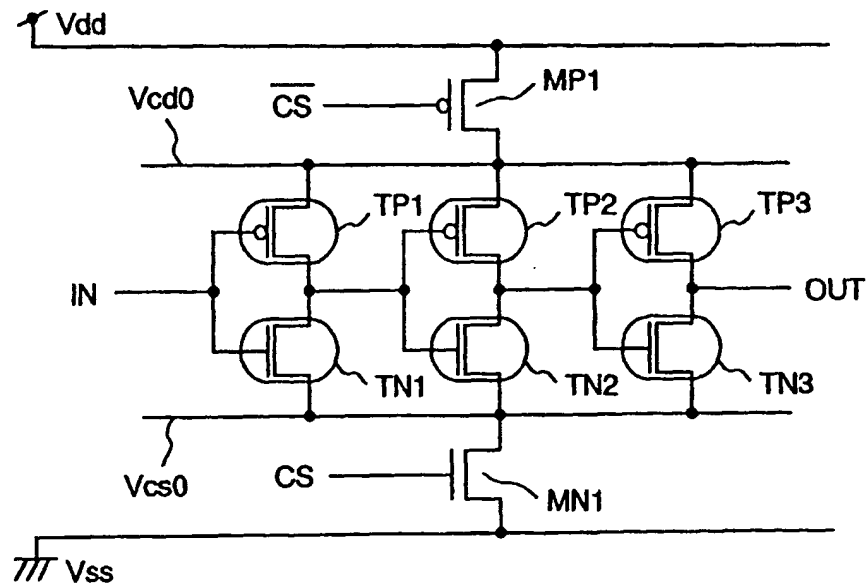 Vdd
MP1
CS
Vcd0
TP1
TP2
TP3
IN
OUT
TN1
TN2
TN3
Vcs0
CS
MN1
Vss